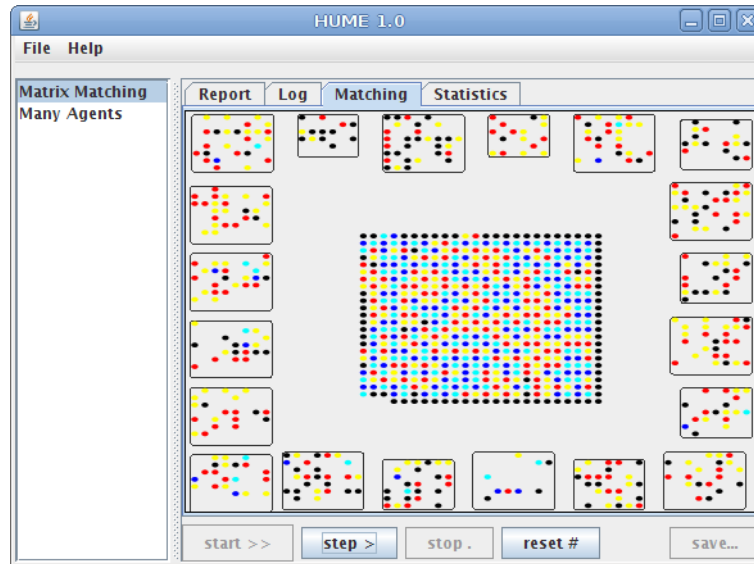 HUME 1.0
File Help
Matrix Matching
Many Agents
Report Log Matching Statistics
start >> step > stop . reset # save...